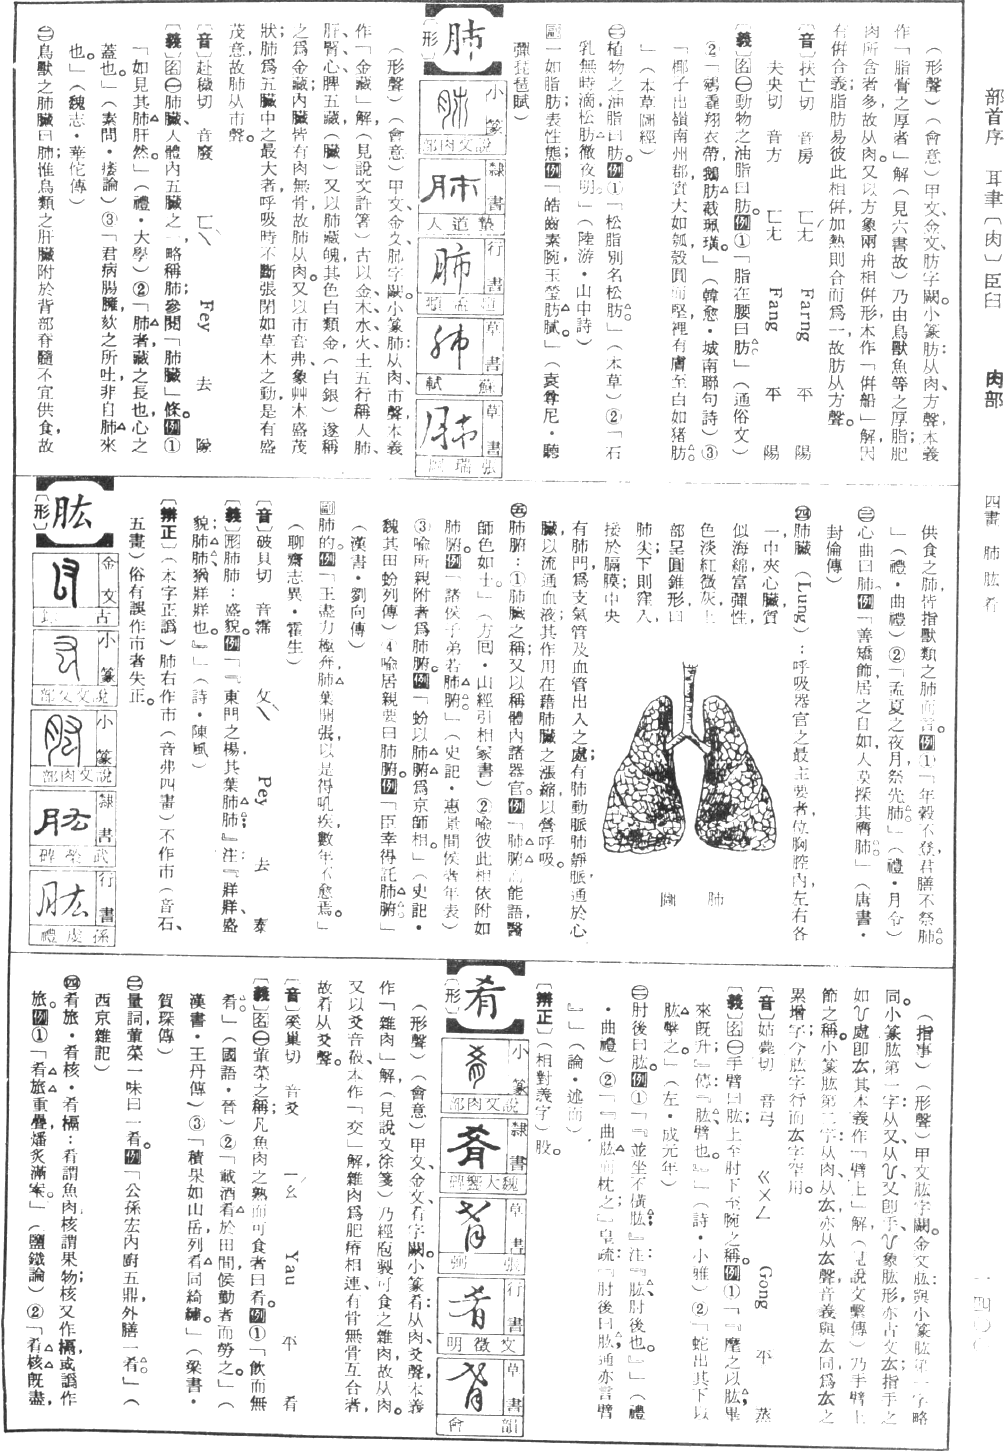 部首序　耳聿〔肉〕臣臼　肉部　四畫　肺 肱 肴　一四〇〇
（形聲）（會意）甲文、金文肪字闕。小篆肪：从肉，方聲，本義
作「脂膏之厚者」解（見六書故）乃由鳥獸魚等之厚脂；肥
肉所含者多，故从肉。又以方象兩舟相併形，本作「併船」解，因
有併合義；脂肪易彼此相併，加熱則合而爲一，故肪从方聲。
〔音〕扶亡切　音房　ㄈㄤˊ　Farng　平　陽
夫央切　音方　ㄈㄤ　Fang　平　陽
〔義〕名㊀動物之油脂曰肪。例①「脂在腰曰肪」（通俗文）
②「鵷毳翔衣帶，鵝肪截珮璜」（韓愈・城南聯句詩）③
「椰子出嶺南州郡，實大如瓠，殼圓而堅，裡有膚至白如猪肪。
」（本草圖經）
㊁植物之油脂曰肪。例①「松脂別名松肪。」（本草）②「石
乳無時滴，松肪徹夜明。」（陸游・山中詩）
副一如脂肪；表性態。例「皓齒素腕，玉瑩肪膩。」（袁尊尼・聽
彈琵琶賦）
肺
〔形〕
小篆　說文肉部
隸書　人道墊
行書　頫孟趙
草書　蘇軾
草書　張瑞圖
（形聲）（會意）甲文、金文肺字闕。小篆肺：从肉，市聲，本義
作「金藏」解（見說文許箸）古以金、木、水、火、土五行稱人肺、
肝、腎、心、脾五藏（臟）又以肺藏魄，其色白類金（白銀）遂稱
之爲金藏；內臟皆有肉無骨，故肺从肉。又以市音弗，象艸木盛茂
狀；肺爲五臟中之最大者，呼吸時不斷張閉，如草木之動，是有盛
茂意，故肺从市聲。
〔音〕赴穢切　音廢　ㄈㄟˋ　Fey　去　隊
〔義〕名㊀肺臟，人體內五臟之一，略稱肺，參閱「肺臟」條。例①
「如見其肺肝然。」（禮・大學）②「肺者藏之長也，心之
蓋也。」（素問・痿論）③「君病腸臃，欬之所吐，非自肺來
也。」（魏志・華佗傳）
㊁鳥獸之肺臟曰肺；惟鳥類之肝臟附於背部脊髓，不宜供食，故
供食之肺皆指獸類之肺而言。例①「年穀不登，君膳不祭肺。
」（禮・曲禮）②「孟夏之夜月，祭先肺。」（禮・月令）
㊂心曲曰肺。例「善矯飾，居之自如，人莫探其膺肺。」（唐書・
封倫傳）
㊃肺臟（Lung）：呼吸器官之最主要者，位胸腔內，左右各
一，中夾心臟，質
似海綿，富彈性，
色淡紅微灰，上
部呈圓錐形，曰
肺尖；下則窪入，
接於膈膜；中央
肺圖
有肺門，爲支氣管及血管出入之處；有肺動脈、肺靜脈通於心
臟，以流通血液；其作用在藉肺臟之漲縮，以營呼吸。
㊄肺腑：①肺臟之稱；又以稱體內諸器官。例「肺腑而能語，醫
師色如土。」（方回・山經引相冢書）②喻彼此相依附如
肺腑。例「諸侯子弟若肺腑。」（史記・惠景間侯者年表）
③喻所親附者爲肺腑。例「蚡以肺腑爲京師相。」（史記・
魏其田蚡列傳）④喻居親要曰肺腑。例「臣幸得託肺腑」
（漢書・劉向傳）
副肺的。例「王盡力極奔，肺葉開張，以是得吼疾，數年不愈焉。」
（聊齋志異・霍生）
〔音〕破貝切　音霈　ㄆㄟˋ　Pey　去　泰
〔義〕形肺肺：盛貌。例「『東門之楊，其葉肺肺。』注：『牂牂、盛
貌；肺肺猶牂牂也。』」（詩・陳風）
〔辨正〕（本字正譌）肺右作市（音弗，四畫）不作市（音石、
五畫）俗有誤作市者，失正。
肱
〔形〕
金文　古
小篆　說文又部
小篆　說文肉部
隸書　武榮碑
行書　孫虔禮
（指事）（形聲）甲文肱字闕。金文肱：與小篆肱第一字略
同。小篆肱第一字：从又、从乀，又卽手，乀象肱形，亦古文厷；指手之
如乀處卽厷，其本義作「臂上」解（見說文繫傳）乃手臂上
節之稱。小篆肱第二字：从肉、从厷，亦从厷聲，音義與厷同，爲厷之
累增字；今肱字行而厷字罕用。
〔音〕姑薨切　音弓　ㄍㄨㄥ　Gong　平　蒸
〔義〕名㊀手臂曰肱；上至肘下至腕之稱。例①「『麾之以肱，畢
來旣升。』傳：『肱、臂也。』」（詩・小雅）②「蛇出其下，以
肱擊之。」（左・成元年）
㊁肘後曰肱。例①「『並坐不橫肱。』注：『肱、肘後也。』」（禮
・曲禮）②「『曲肱而枕之。』皇疏：『肘後曰肱，通亦言臂
』」（論・述而）
〔辨正〕（相對義字）股。
肴
〔形〕
小篆　說文肉部
隸書　魏大饗碑
草書　張弼
行書　文徵明
草書　韻會
（形聲）（會意）甲文、金文肴字闕。小篆肴：从肉，爻聲，本義
作「雜肉」解（見說文徐箋）乃經庖製可食之雜肉，故从肉。
又以爻音殽，本作「交」解，雜肉爲肥瘠相連、有骨無骨互合者，
故肴从爻聲。
〔音〕奚巢切　音爻　ㄧㄠˊ　Yau　平　肴
〔義〕名㊀葷菜之稱；凡魚肉之熟而可食者曰肴。例①「飲而無
肴。」（國語・晉）②「載酒肴於田間，候勤者而勞之。」（
漢書・王丹傳）③「積果如山岳，列肴同綺繡。」（梁書・
賀琛傳）
㊁量詞，葷菜一味曰一肴。例「公孫宏內廚五鼎，外膳一肴」（
西京雜記）
㊃肴旅・肴核・肴槅：肴謂魚肉，核謂果物；核又作槅，或譌作
旅。例①「肴旅重疊，燔炙滿案。」（鹽鐵論）②「肴核旣盡，